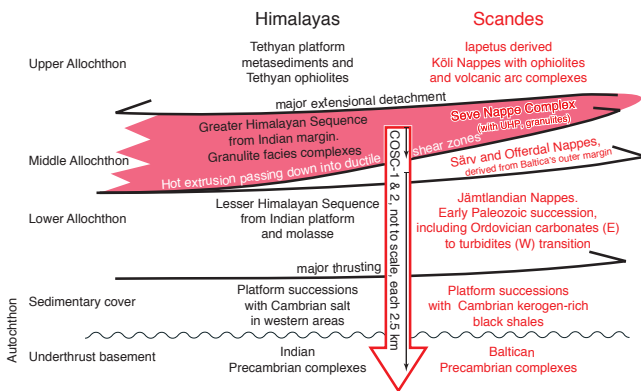 Himalayas
Scandes
Upper Allochthon
Tethyan platform
metasediments and
Tethyan ophiolites
Iapetus derived
Köli Nappes with ophiolites
and volcanic arc complexes
major extensional detachment
Middle Allochthon
Greater Himalayan Sequence
from Indian margin.
Granulite facies complexes
Seve Nappe Complex
(with UHP, granulites)
Hot extrusion passing down into ductile shear zones
Särv and Offerdal Nappes,
derived from Baltica's outer margin
COSC-1 & 2, not to scale, each 2.5 km
Lower Allochthon
Lesser Himalayan Sequence
from Indian platform
and molasse
Jämtlandian Nappes.
Early Paleozoic succession,
including Ordovician carbonates (E)
to turbidites (W) transition
major thrusting
Autochthon
Sedimentary cover
Platform successions
with Cambrian salt
in western areas
Platform successions
with Cambrian kerogen-rich
black shales
Underthrust basement
Indian
Precambrian complexes
Baltican
Precambrian complexes